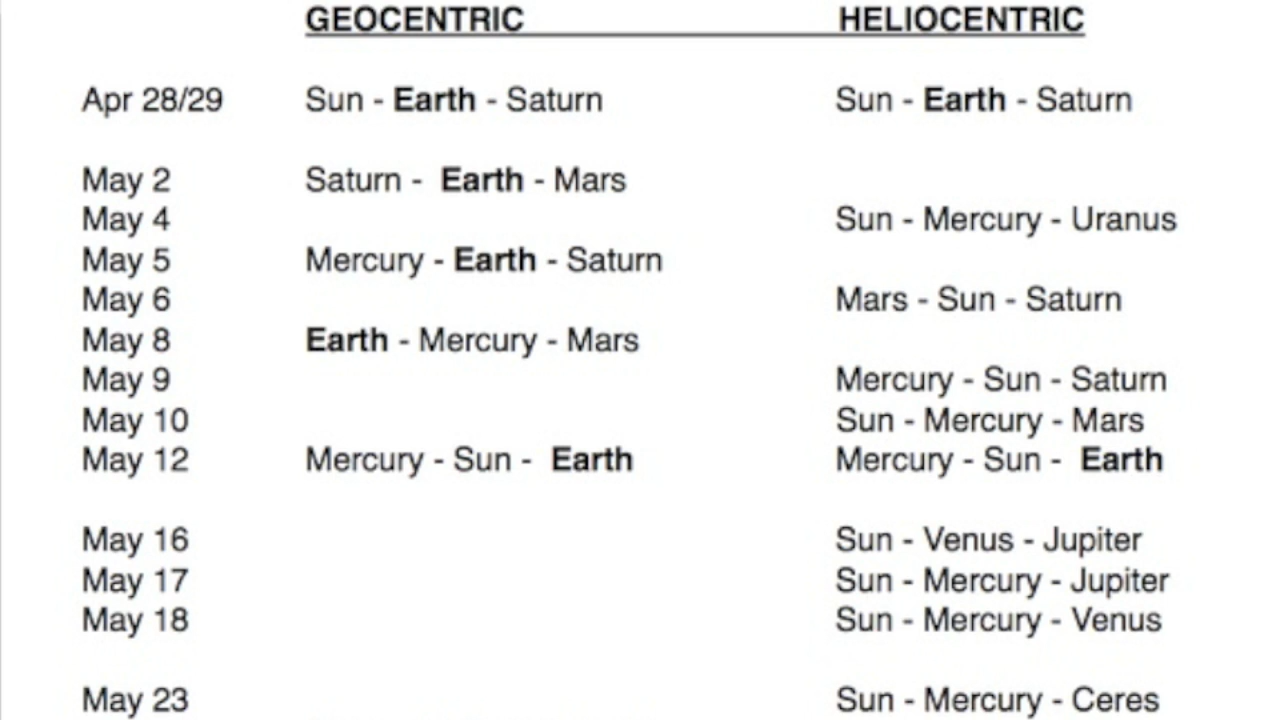 GEOCENTRIC HELIOCENTRIC
Apr 28/29 Sun - Earth - Saturn Sun - Earth - Saturn
May 2 Saturn - Earth - Mars
May 4 Sun - Mercury - Uranus
May 5 Mercury - Earth - Saturn
May 6 Mars - Sun - Saturn
May 8 Earth - Mercury - Mars
May 9 Mercury - Sun - Saturn
May 10 Sun - Mercury - Mars
May 12 Mercury - Sun - Earth Mercury - Sun - Earth
May 16 Sun - Venus - Jupiter
May 17 Sun - Mercury - Jupiter
May 18 Sun - Mercury - Venus
May 23 Sun - Mercury - Ceres